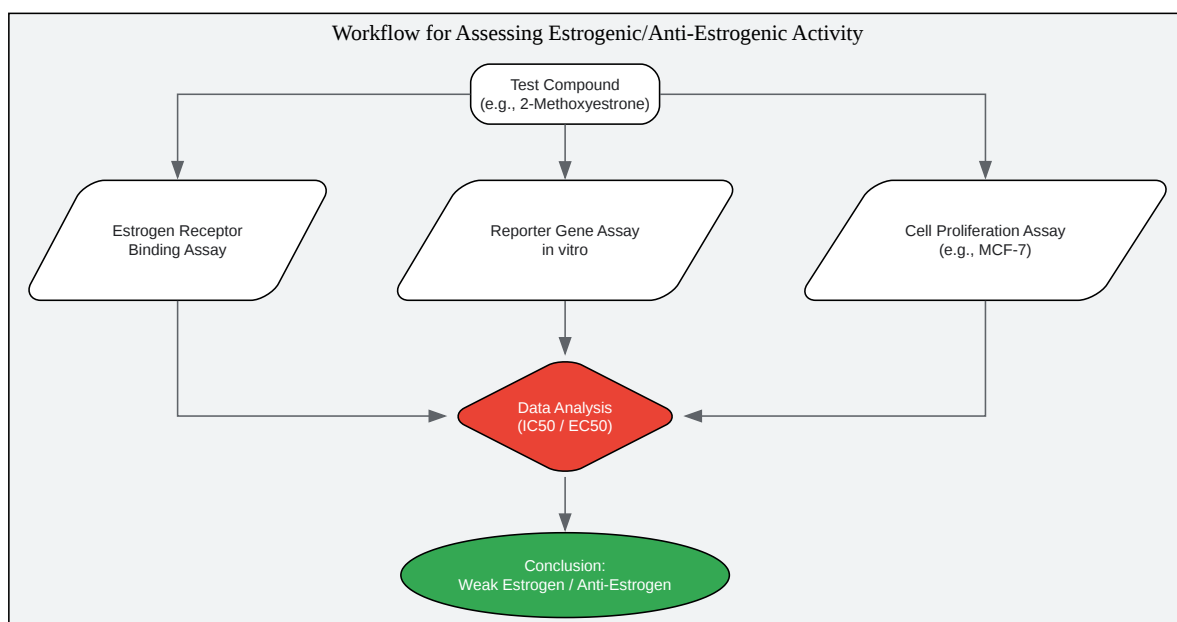 Workflow for Assessing Estrogenic/Anti-Estrogenic Activity
Test Compound
(e.g., 2-Methoxyestrone)
Estrogen Receptor
Binding Assay
Reporter Gene Assay
in vitro
Cell Proliferation Assay
(e.g., MCF-7)
Data Analysis
(IC50 / EC50)
Conclusion:
Weak Estrogen / Anti-Estrogen